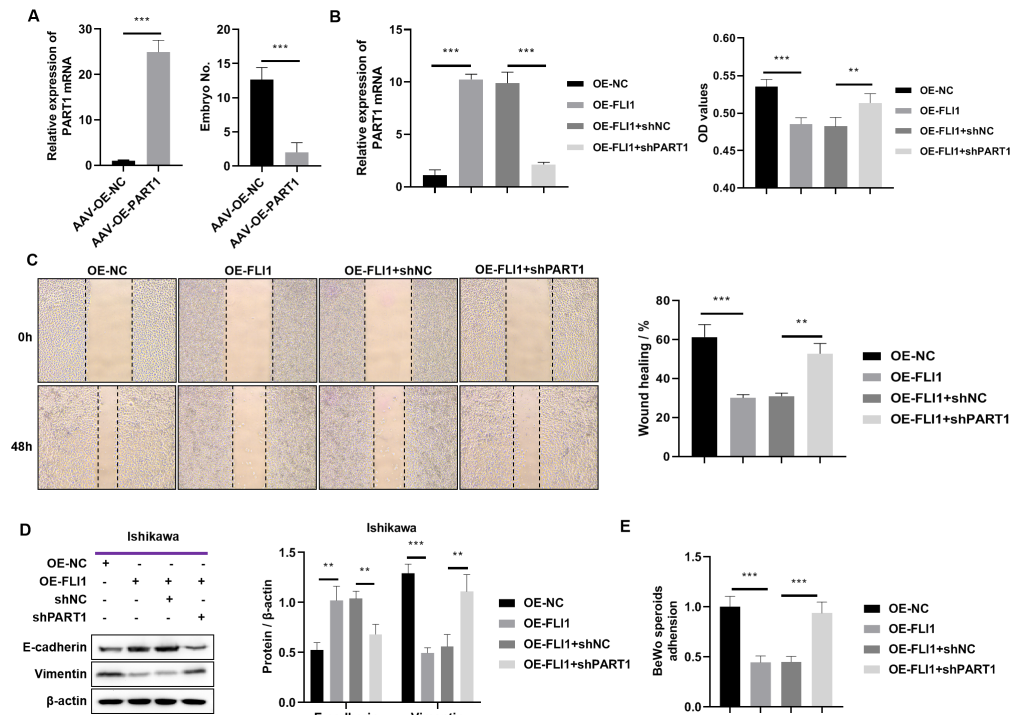 A
Relative expression of
PART1 mRNA
30
20
10
0
***
AAV-OE-NC
AAV-OE-PART1
Embryo No.
20
15
10
5
0
***
AAV-OE-NC
AAV-OE-PART1
B
Relative expression of
PART1 mRNA
15
10
5
0
***
***
OE-NC
OE-FLI1
OE-FLI1+shNC
OE-FLI1+shPART1
OD values
0.60
0.55
0.50
0.45
0.40
***
**
OE-NC
OE-FLI1
OE-FLI1+shNC
OE-FLI1+shPART1
C
OE-NC OE-FLI1 OE-FLI1+shNC OE-FLI1+shPART1
0h
48h
Wound healing / %
80
60
40
20
0
***
**
OE-NC
OE-FLI1
OE-FLI1+shNC
OE-FLI1+shPART1
D
Ishikawa
OE-NC + - - -
OE-FLI1 - + + +
shNC - - + -
shPART1 - - - +
E-cadherin
Vimentin
β-actin
Ishikawa
Protein / β-actin
1.5
1.0
0.5
0.0
**
**
***
**
OE-NC
OE-FLI1
OE-FLI1+shNC
OE-FLI1+shPART1
E
BeWo speroids
adhension
1.5
1.0
0.5
0.0
***
***
OE-NC
OE-FLI1
OE-FLI1+shNC
OE-FLI1+shPART1